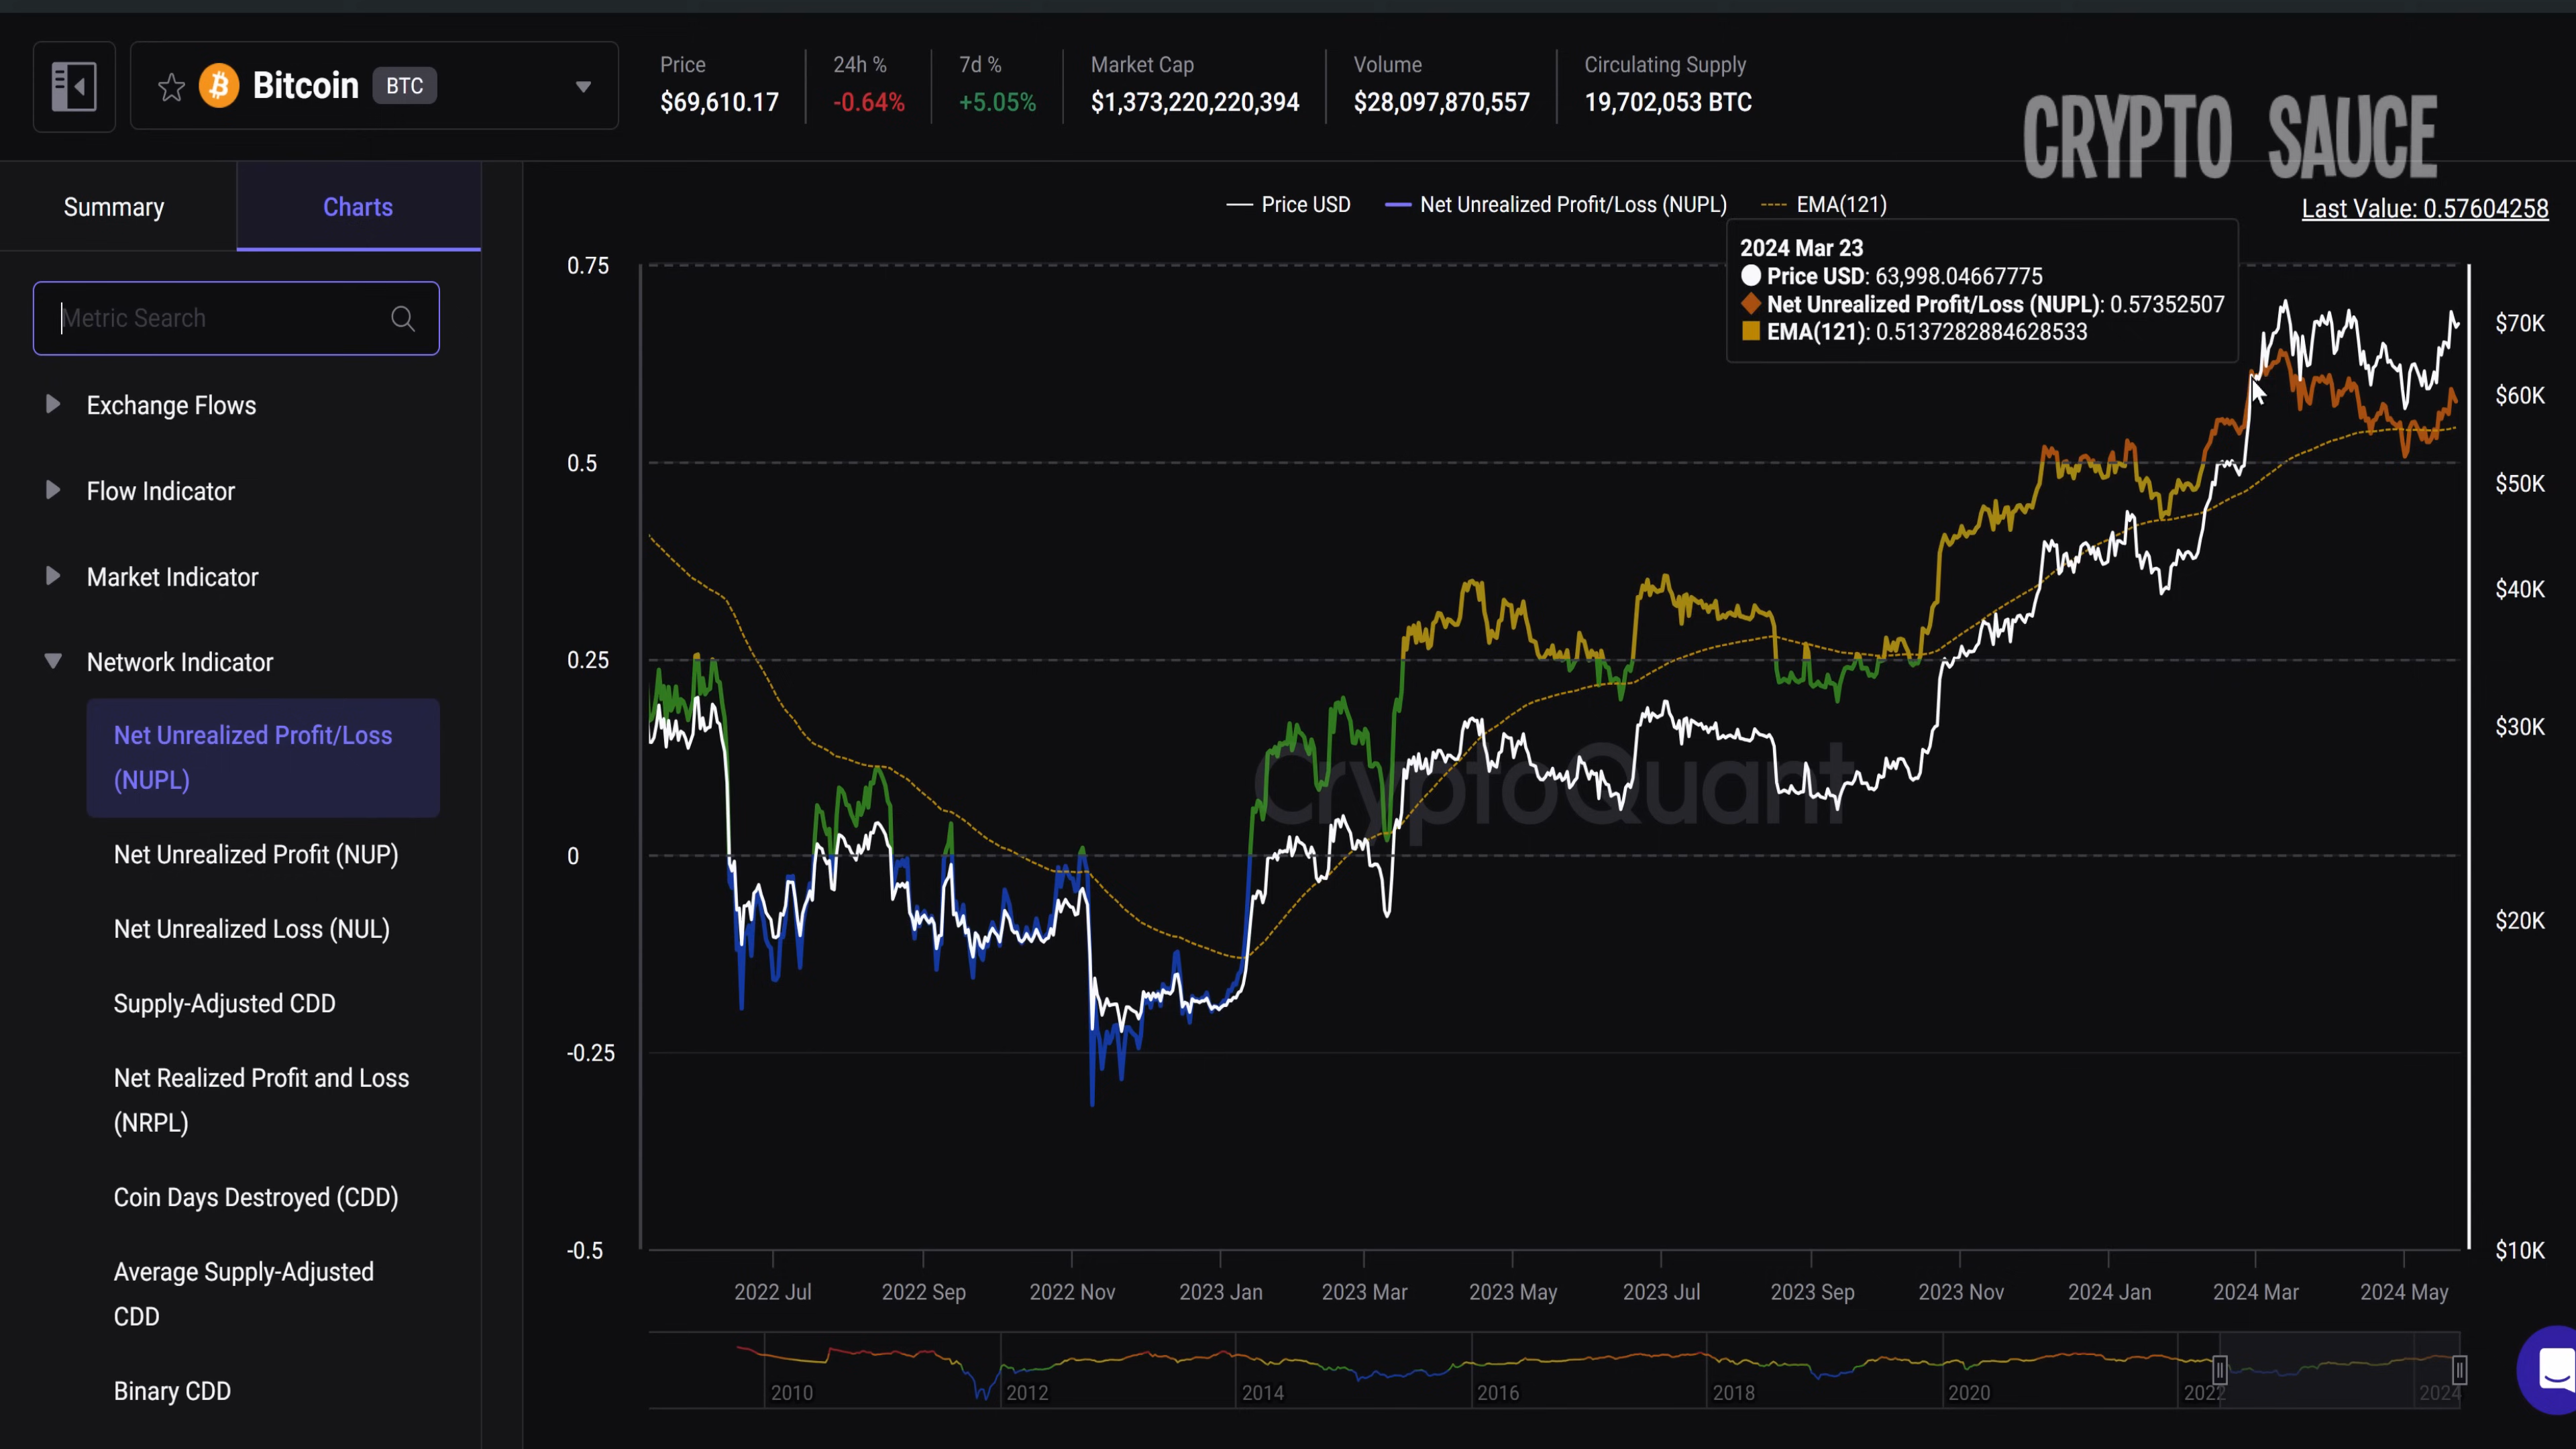 Bitcoin BTC
Price
$69,610.17
24h %
-0.64%
7d %
+5.05%
Market Cap
$1,373,220,220,394
Volume
$28,097,870,557
Circulating Supply
19,702,053 BTC
CRYPTO SAUCE
Summary
Charts
Metric Search
Exchange Flows
Flow Indicator
Market Indicator
Network Indicator
Net Unrealized Profit/Loss
(NUPL)
Net Unrealized Profit (NUP)
Net Unrealized Loss (NUL)
Supply-Adjusted CDD
Net Realized Profit and Loss
(NRPL)
Coin Days Destroyed (CDD)
Average Supply-Adjusted
CDD
Binary CDD
Price USD Net Unrealized Profit/Loss (NUPL) EMA(121)
Last Value: 0.57604258
2024 Mar 23
Price USD: 63,998.04667775
Net Unrealized Profit/Loss (NUPL): 0.57352507
EMA(121): 0.5137282884628533
0.75
0.5
0.25
0
-0.25
-0.5
$70K
$60K
$50K
$40K
$30K
$20K
$10K
CryptoQuant
2022 Jul 2022 Sep 2022 Nov 2023 Jan 2023 Mar 2023 May 2023 Jul 2023 Sep 2023 Nov 2024 Jan 2024 Mar 2024 May
2010 2012 2014 2016 2018 2020 2022 2024